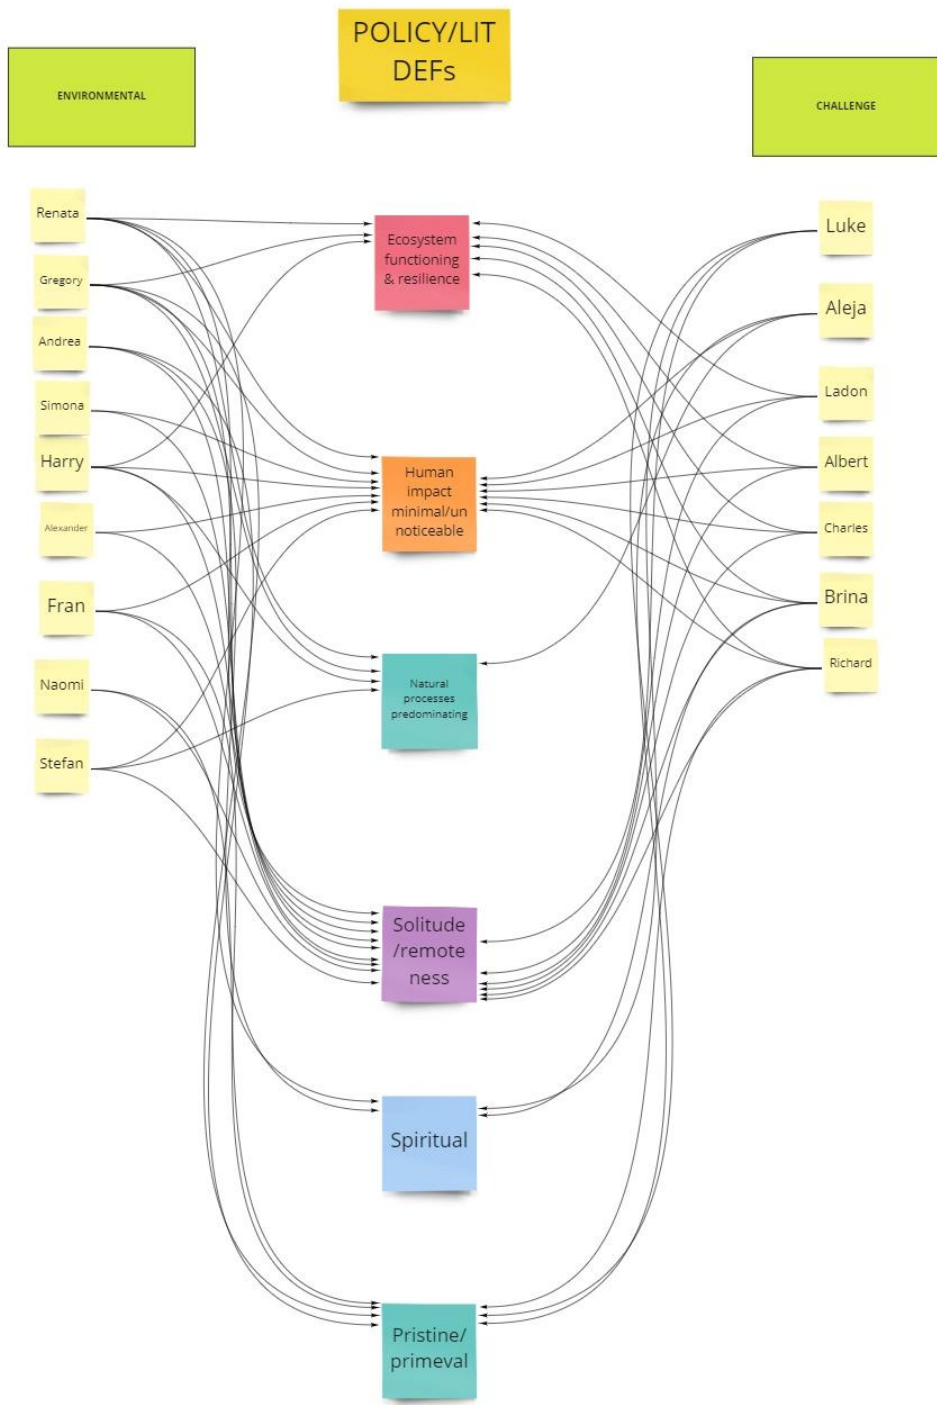 POLICY/LIT
DEFs
ENVIRONMENTAL
CHALLENGE
Renata
Gregory
Andrea
Simona
Harry
Alexander
Fran
Naomi
Stefan
Ecosystem
functioning
& resilience
Human
impact
minimal/un
noticeable
Natural
processes
predominating
Solitude
/remote
ness
Spiritual
Pristine/
primeval
Luke
Aleja
Ladon
Albert
Charles
Brina
Richard